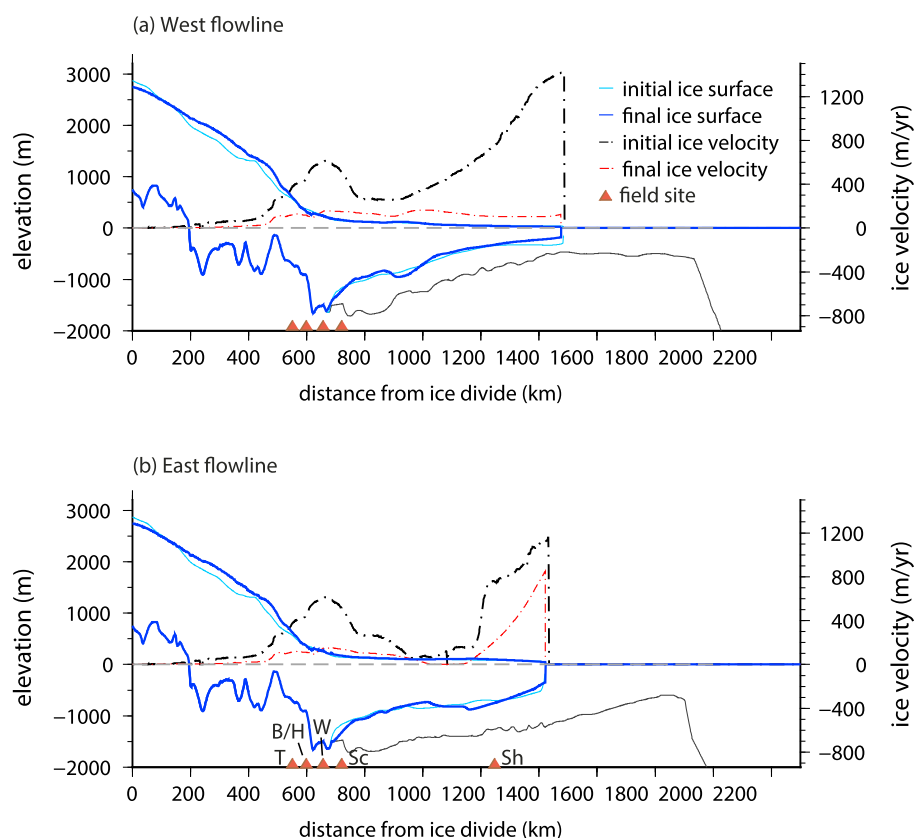 (a) West flowline
3000
2000
1000
0
−1000
−2000
elevation (m)
1200
800
400
0
−400
−800
ice velocity (m/yr)
initial ice surface
final ice surface
initial ice velocity
final ice velocity
field site
0 200 400 600 800 1000 1200 1400 1600 2000 2200
distance from ice divide (km)
(b) East flowline
3000
2000
1000
0
−1000
−2000
elevation (m)
1200
800
400
0
−400
−800
ice velocity (m/yr)
B/H W
T Sc Sh
0 200 400 600 800 1000 1200 1400 1600 2000 2200
distance from ice divide (km)